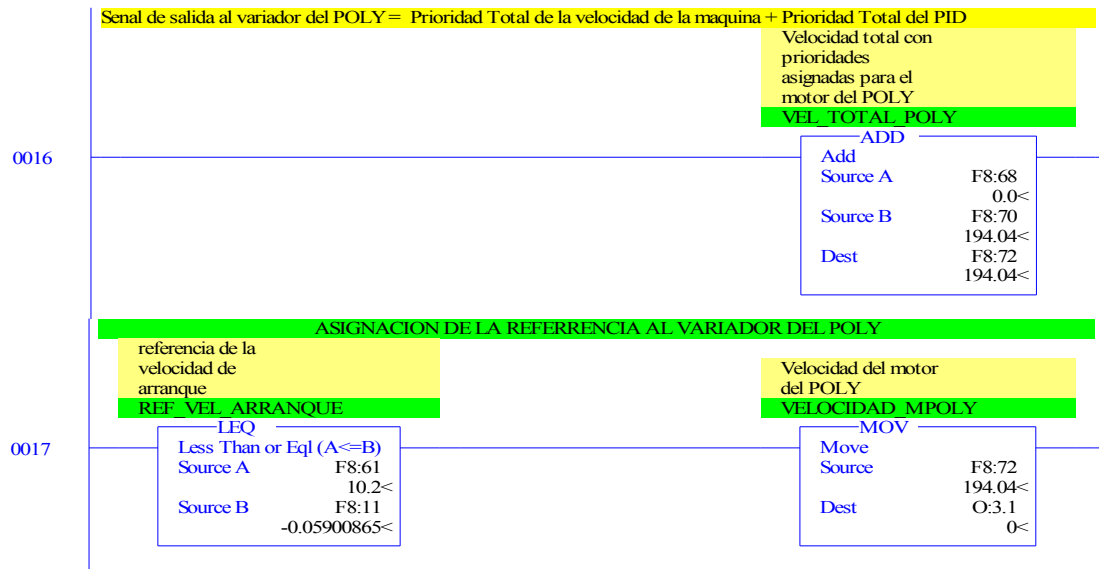 Senal de salida al variador del POLY = Prioridad Total de la velocidad de la maquina + Prioridad Total del PID
Velocidad total con
prioridades
asignadas para el
motor del POLY
VEL_TOTAL_POLY
ADD
0016
Add
Source A F8:68
0.0<
Source B F8:70
194.04<
Dest F8:72
194.04<
ASIGNACION DE LA REFERRENCIA AL VARIADOR DEL POLY
referencia de la
velocidad de
arranque
REF_VEL_ARRANQUE
Velocidad del motor
del POLY
VELOCIDAD_MPOLY
0017
LEQ
Less Than or Eql (A<=B)
Source A F8:61
10.2<
Source B F8:11
-0.05900865<
MOV
Move
Source F8:72
194.04<
Dest O:3.1
0<